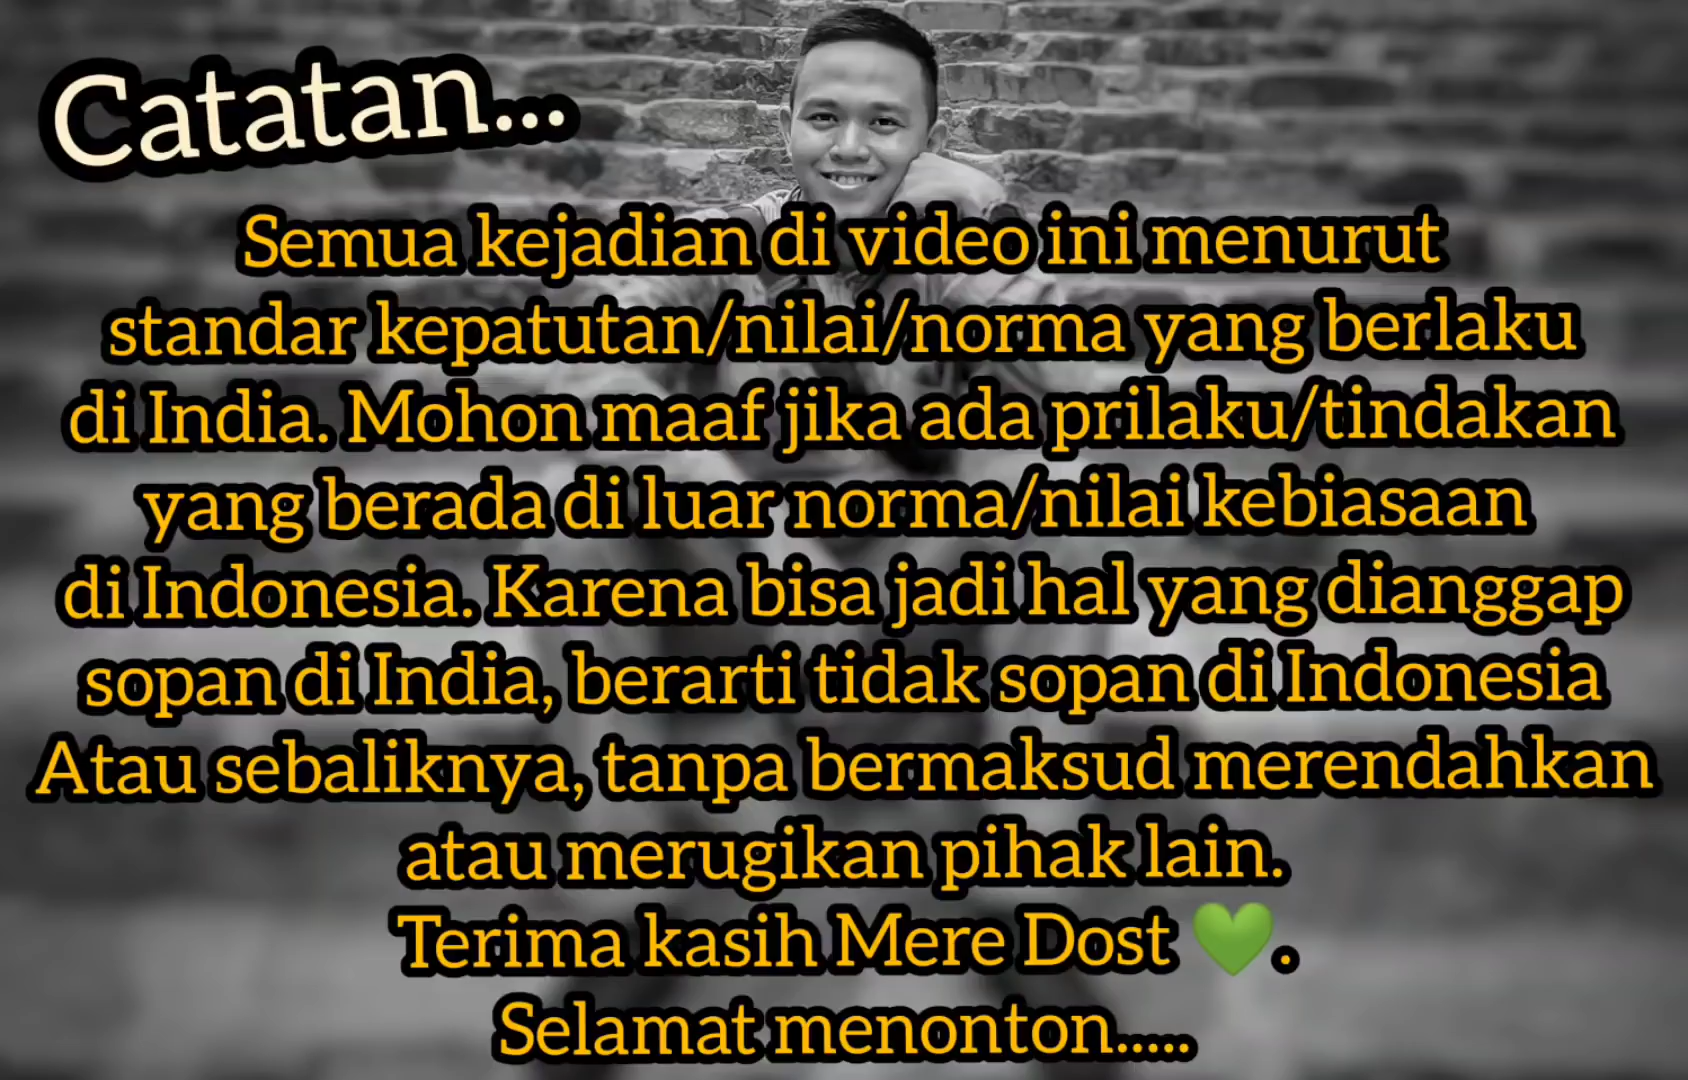 Catatan...
Semua kejadian di video ini menurut
standar kepatutan/nilai/norma yang berlaku
di India. Mohon maaf jika ada prilaku/tindakan
yang berada di luar norma/nilai kebiasaan
di Indonesia. Karena bisa jadi hal yang dianggap
sopan di India, berarti tidak sopan di Indonesia
Atau sebaliknya, tanpa bermaksud merendahkan
atau merugikan pihak lain.
Terima kasih Mere Dost 💚.
Selamat menonton.....